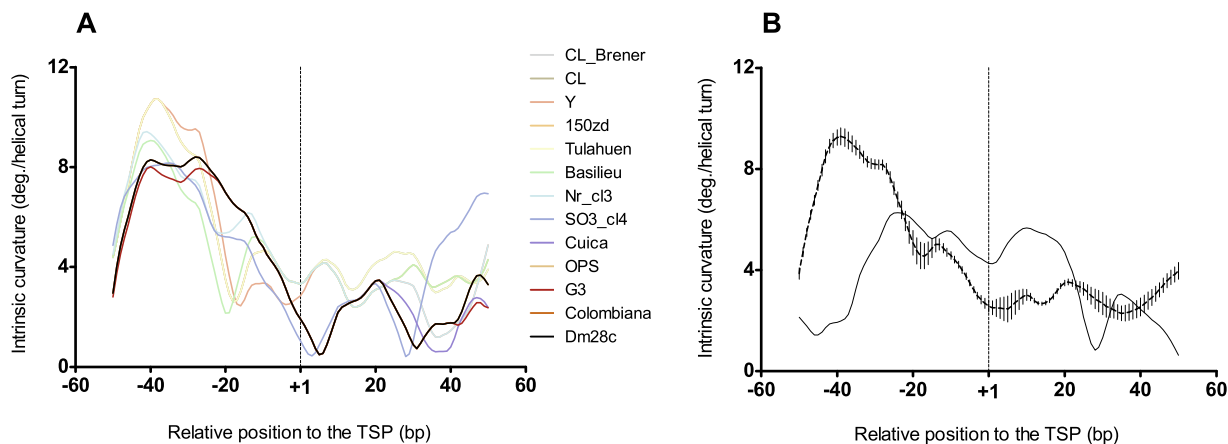 A
Intrinsic curvature (deg./helical turn)
12
8
4
0
-60
-40
-20
+1
20
40
60
Relative position to the TSP (bp)
CL_Brener
CL
Y
150zd
Tulahuen
Basilieu
Nr_cl3
SO3_cl4
Cuica
OPS
G3
Colombiana
Dm28c
B
Intrinsic curvature (deg./helical turn)
12
8
4
0
-60
-40
-20
+1
20
40
60
Relative position to the TSP (bp)